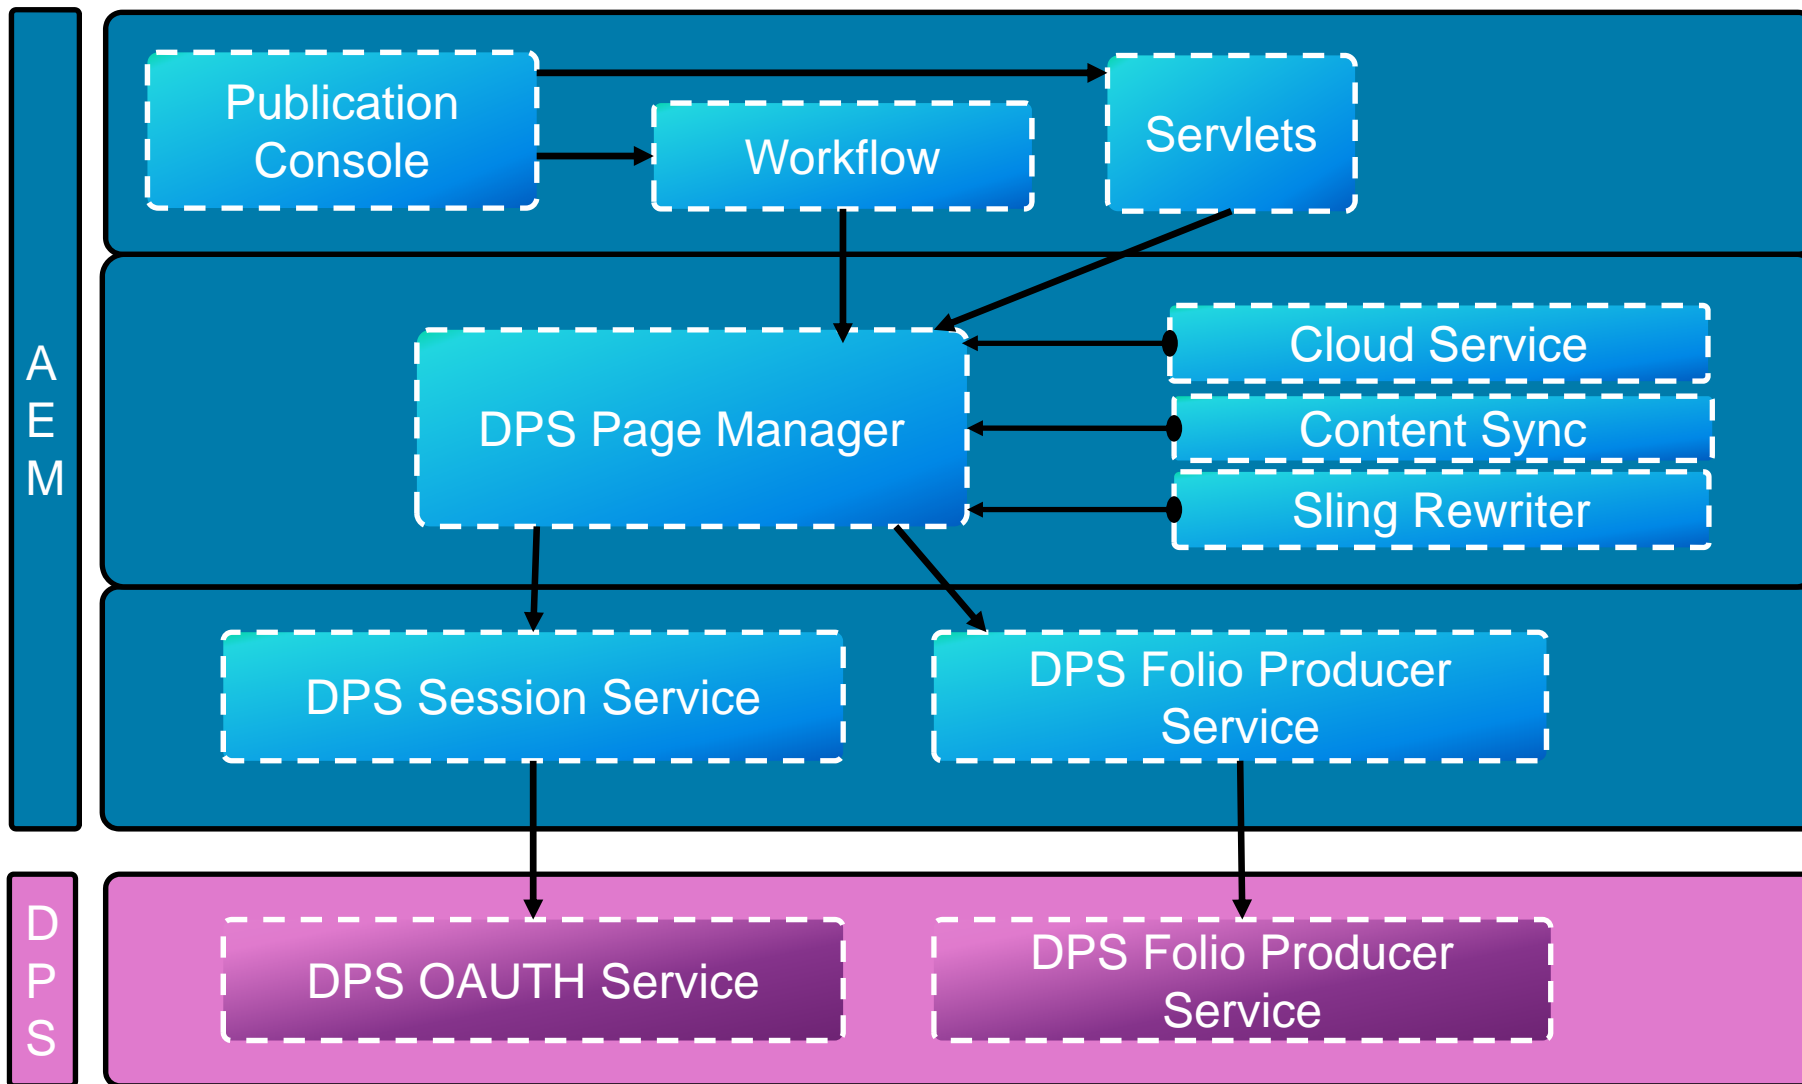 Publication
Console
Workflow
Servlets
A
E
M
Cloud Service
DPS Page Manager
Content Sync
Sling Rewriter
DPS Session Service
DPS Folio Producer
Service
D
P
S
DPS OAUTH Service
DPS Folio Producer
Service